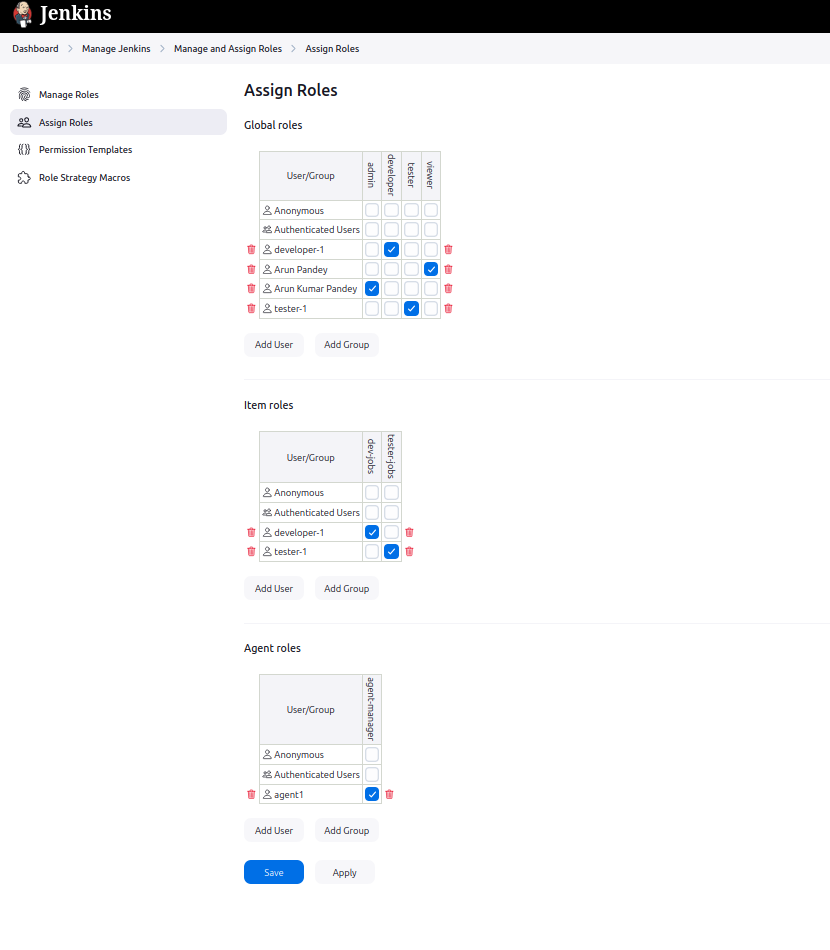 Jenkins
Dashboard Manage Jenkins Manage and Assign Roles Assign Roles
Manage Roles
Assign Roles
Permission Templates
Role Strategy Macros
Assign Roles
Global roles
User/Group admin developer tester viewer
Anonymous
Authenticated Users
developer-1
Arun Pandey
Arun Kumar Pandey
tester-1
Add User Add Group
Item roles
User/Group dev-jobs tester-jobs
Anonymous
Authenticated Users
developer-1
tester-1
Add User Add Group
Agent roles
User/Group agent-manager
Anonymous
Authenticated Users
agent1
Add User Add Group
Save Apply